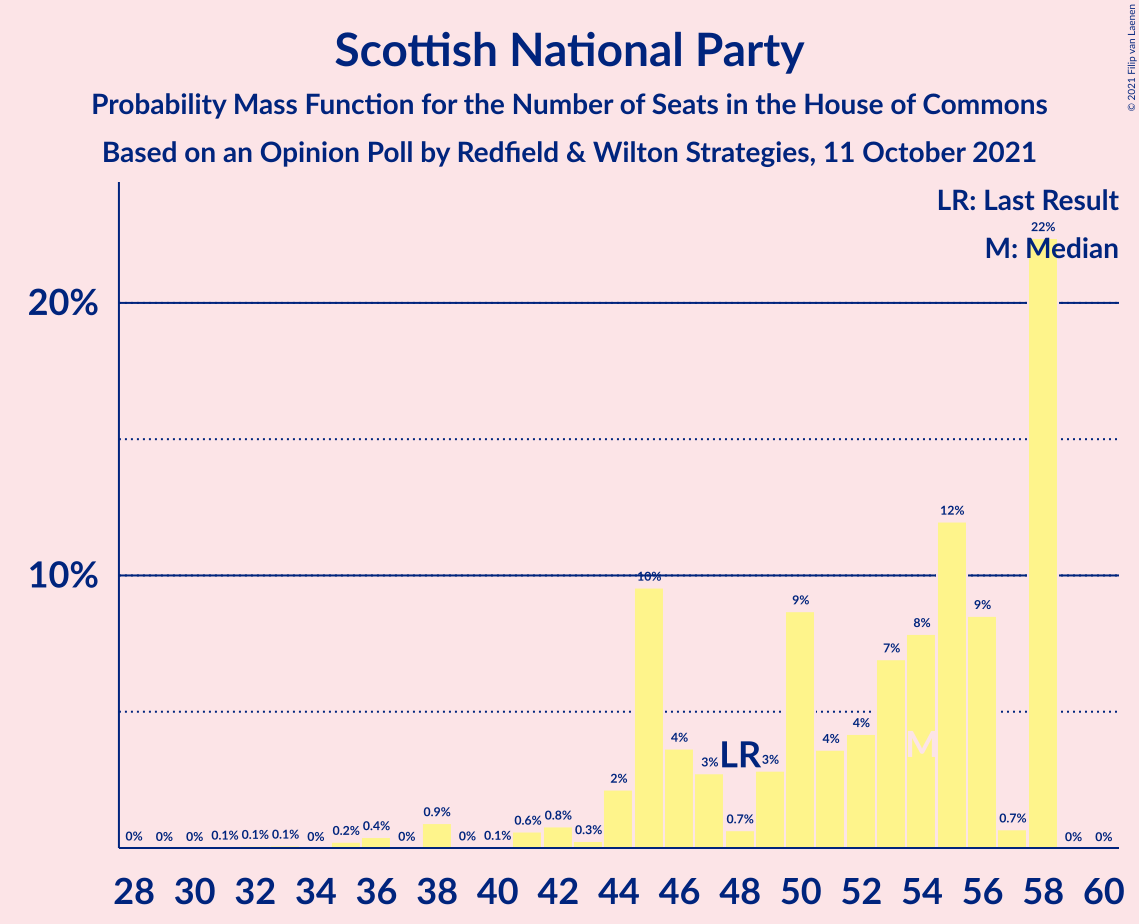 © 2021 Filip van Laenen
Scottish National Party
Probability Mass Function for the Number of Seats in the House of Commons
Based on an Opinion Poll by Redfield & Wilton Strategies, 11 October 2021
LR: Last Result
22%
M: Median
20%
12%
10%
10%
9%
9%
8%
7%
4%
4%
4%
LR
M
3%
3%
2%
0.9%
0.8%
0.6%
0.7%
0.7%
0.4%
0.3%
0.2%
0% 0% 0% 0.1% 0.1% 0.1% 0% 0% 0% 0.1% 0% 0%
28 30 32 34 36 38 40 42 44 46 48 50 52 54 56 58 60